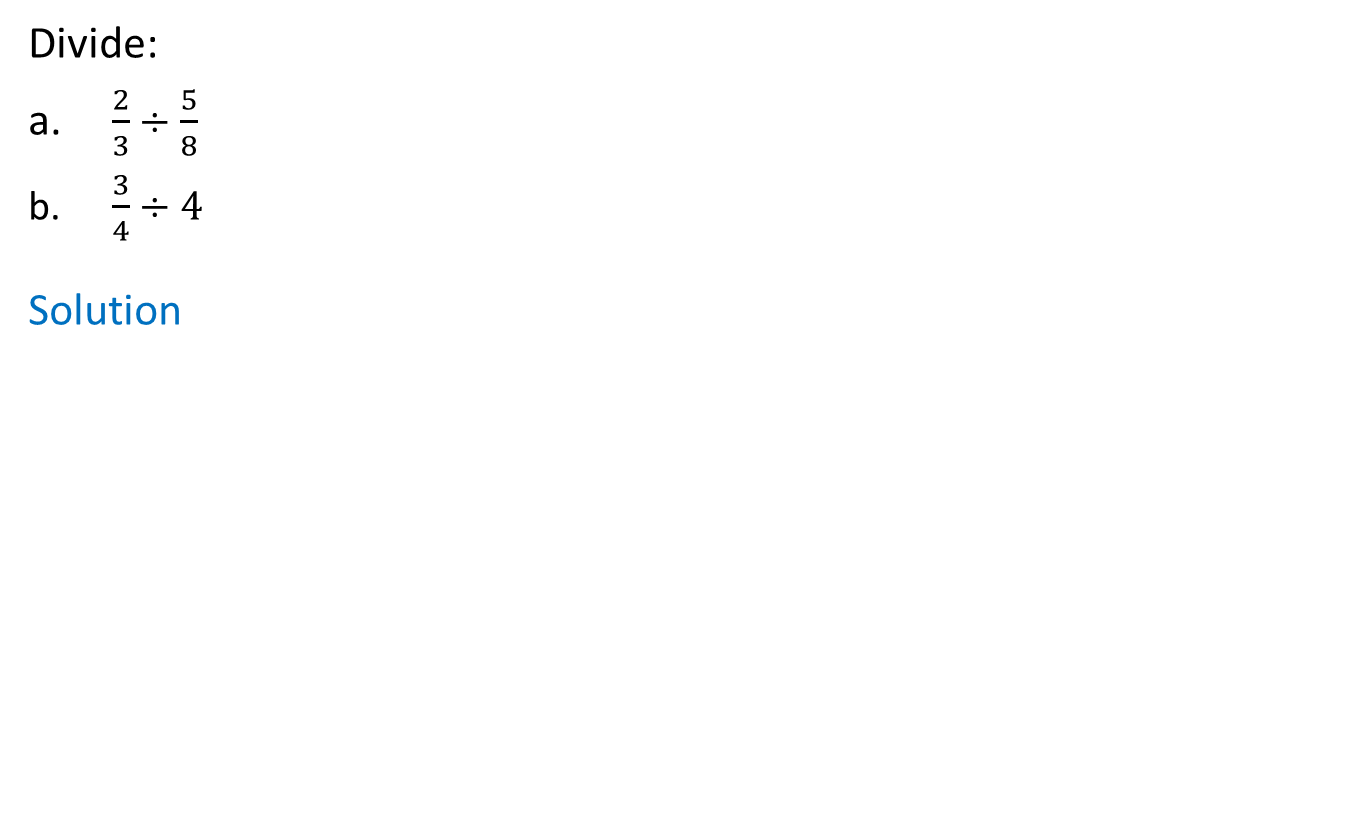 Divide:
a. 2/3 ÷ 5/8
b. 3/4 ÷ 4
Solution